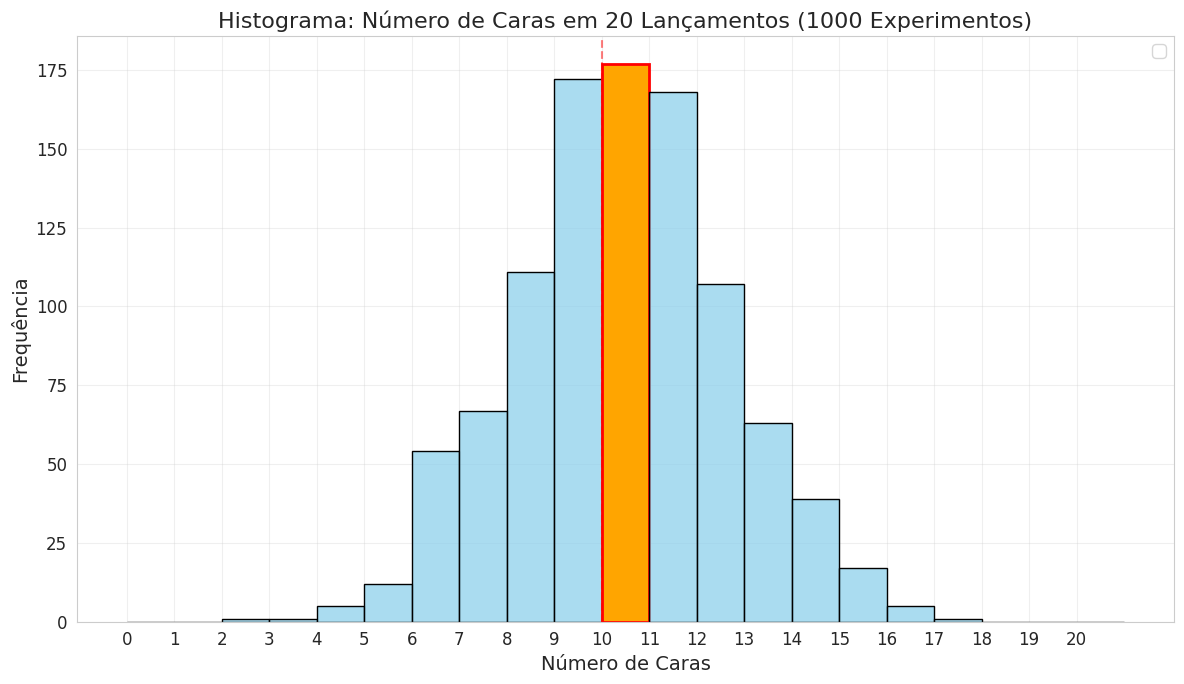 Histograma: Número de Caras em 20 Lançamentos (1000 Experimentos)
Frequência
175
150
125
100
75
50
25
0
0 1 2 3 4 5 6 7 8 9 10 11 12 13 14 15 16 17 18 19 20
Número de Caras